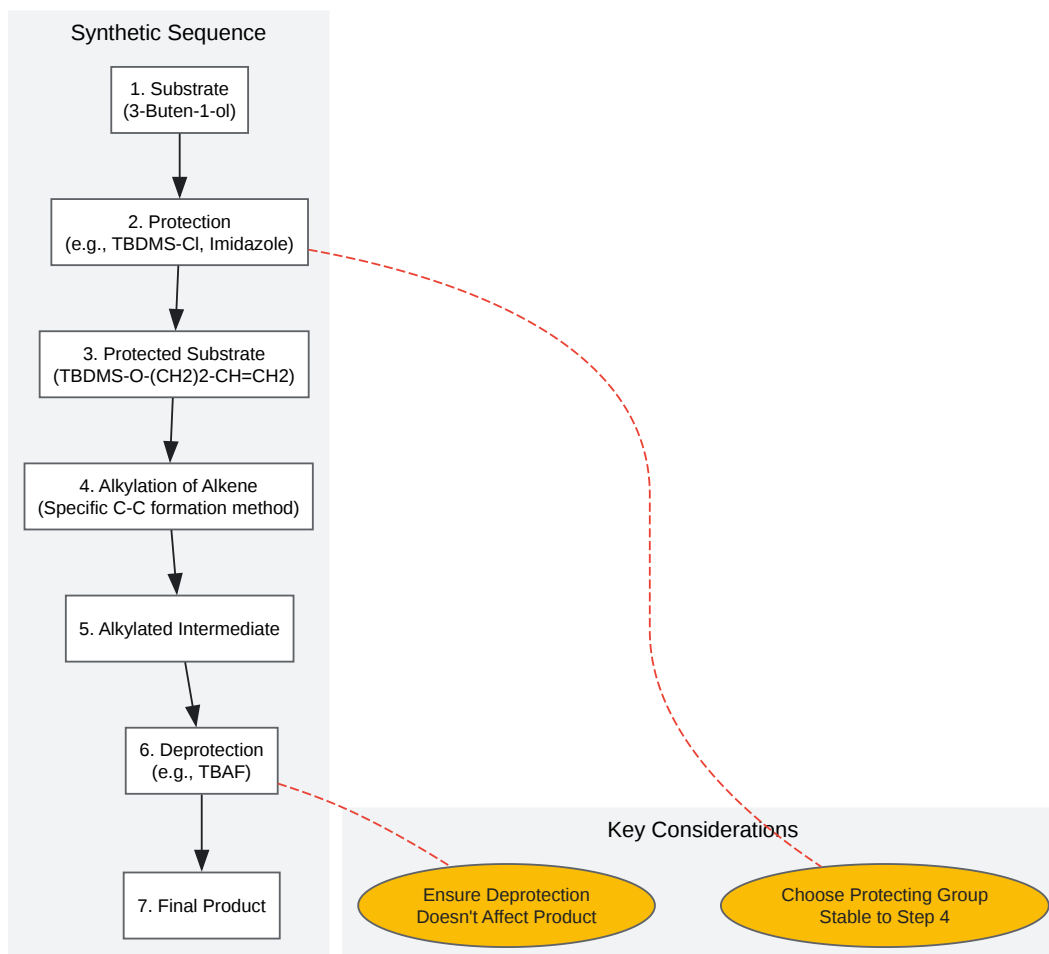 Synthetic Sequence
1. Substrate
(3-Buten-1-ol)
2. Protection
(e.g., TBDMS-Cl, Imidazole)
3. Protected Substrate
(TBDMS-O-(CH2)2-CH=CH2)
4. Alkylation of Alkene
(Specific C-C formation method)
5. Alkylated Intermediate
6. Deprotection
(e.g., TBAF)
7. Final Product
Key Considerations
Ensure Deprotection
Doesn't Affect Product
Choose Protecting Group
Stable to Step 4